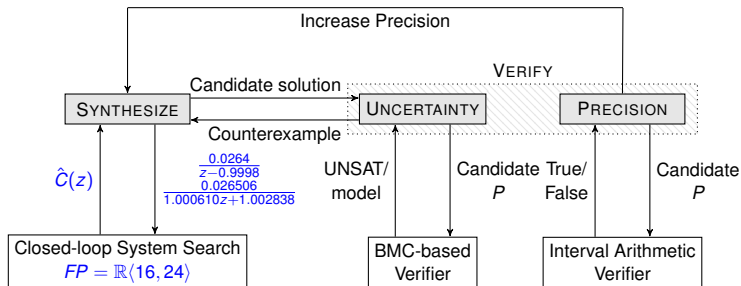 Increase Precision
VERIFY
Candidate solution
SYNTHESIZE
UNCERTAINTY
PRECISION
Counterexample
Ĉ(z)
0.0264
z−0.9998
0.026506
1.000610z+1.002838
UNSAT/
model
Candidate
P
True/
False
Candidate
P
Closed-loop System Search
FP = ℝ⟨16, 24⟩
BMC-based
Verifier
Interval Arithmetic
Verifier